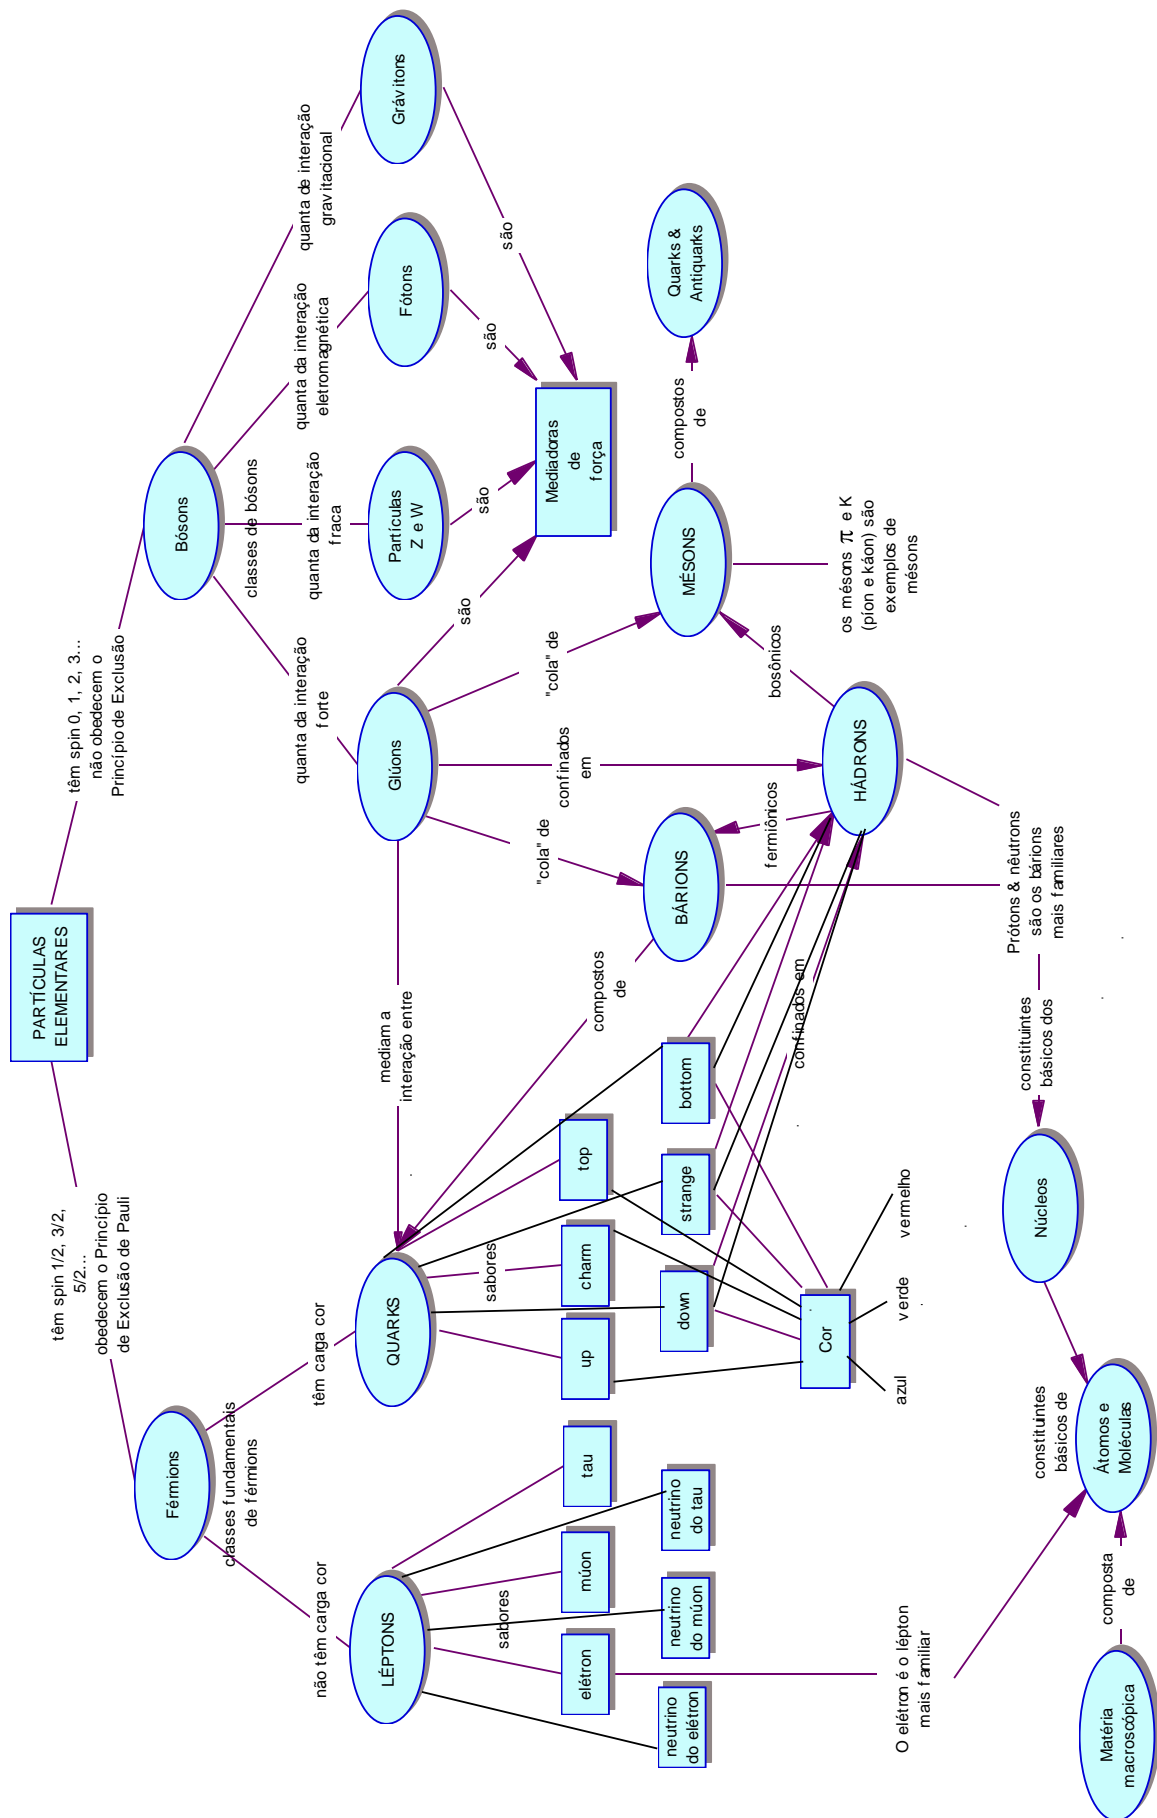 PARTÍCULAS
ELEMENTARES
têm spin 1/2, 3/2,
5/2...
obedecem o Princípio
de Exclusão de Pauli
têm spin 0, 1, 2, 3...
não obedecem o
Princípio de Exclusão
Férmions
Bósons
classes fundamentais
de férmions
classes de bósons
não têm carga cor
têm carga cor
quanta da interação
forte
quanta da interação
fraca
quanta da interação
eletromagnética
quanta de interação
gravitacional
LÉPTONS
QUARKS
mediam a
interação entre
Glúons
Partículas
Z e W
Fótons
Grávitons
sabores
sabores
são
são
são
são
elétron
múon
tau
up
charm
top
compostos
de
"cola" de
confinados
em
"cola" de
Mediadoras
de
força
neutrino
do elétron
neutrino
do múon
neutrino
do tau
down
strange
bottom
BÁRIONS
MÉSONS
compostos
de
Quarks &
Antiquarks
fermiônicos
bosônicos
confinados em
Cor
HÁDRONS
os mésons π e K
(píon e káon) são
exemplos de
mésons
azul
verde
vermelho
O elétron é o lépton
mais familiar
Prótons & nêutrons
são os bárions
mais familiares
constituintes
básicos dos
Núcleos
constituintes
básicos de
Matéria
macroscópica
composta
de
Átomos e
Moléculas